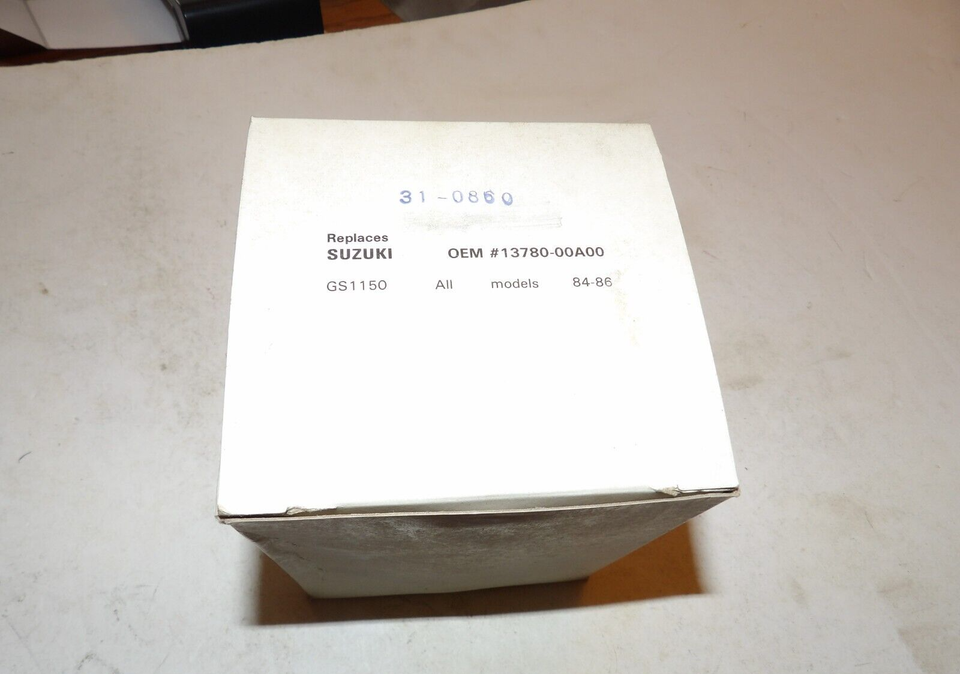 31-0860
Replaces
SUZUKI OEM #13780-00A00
GS1150 All models 84-86